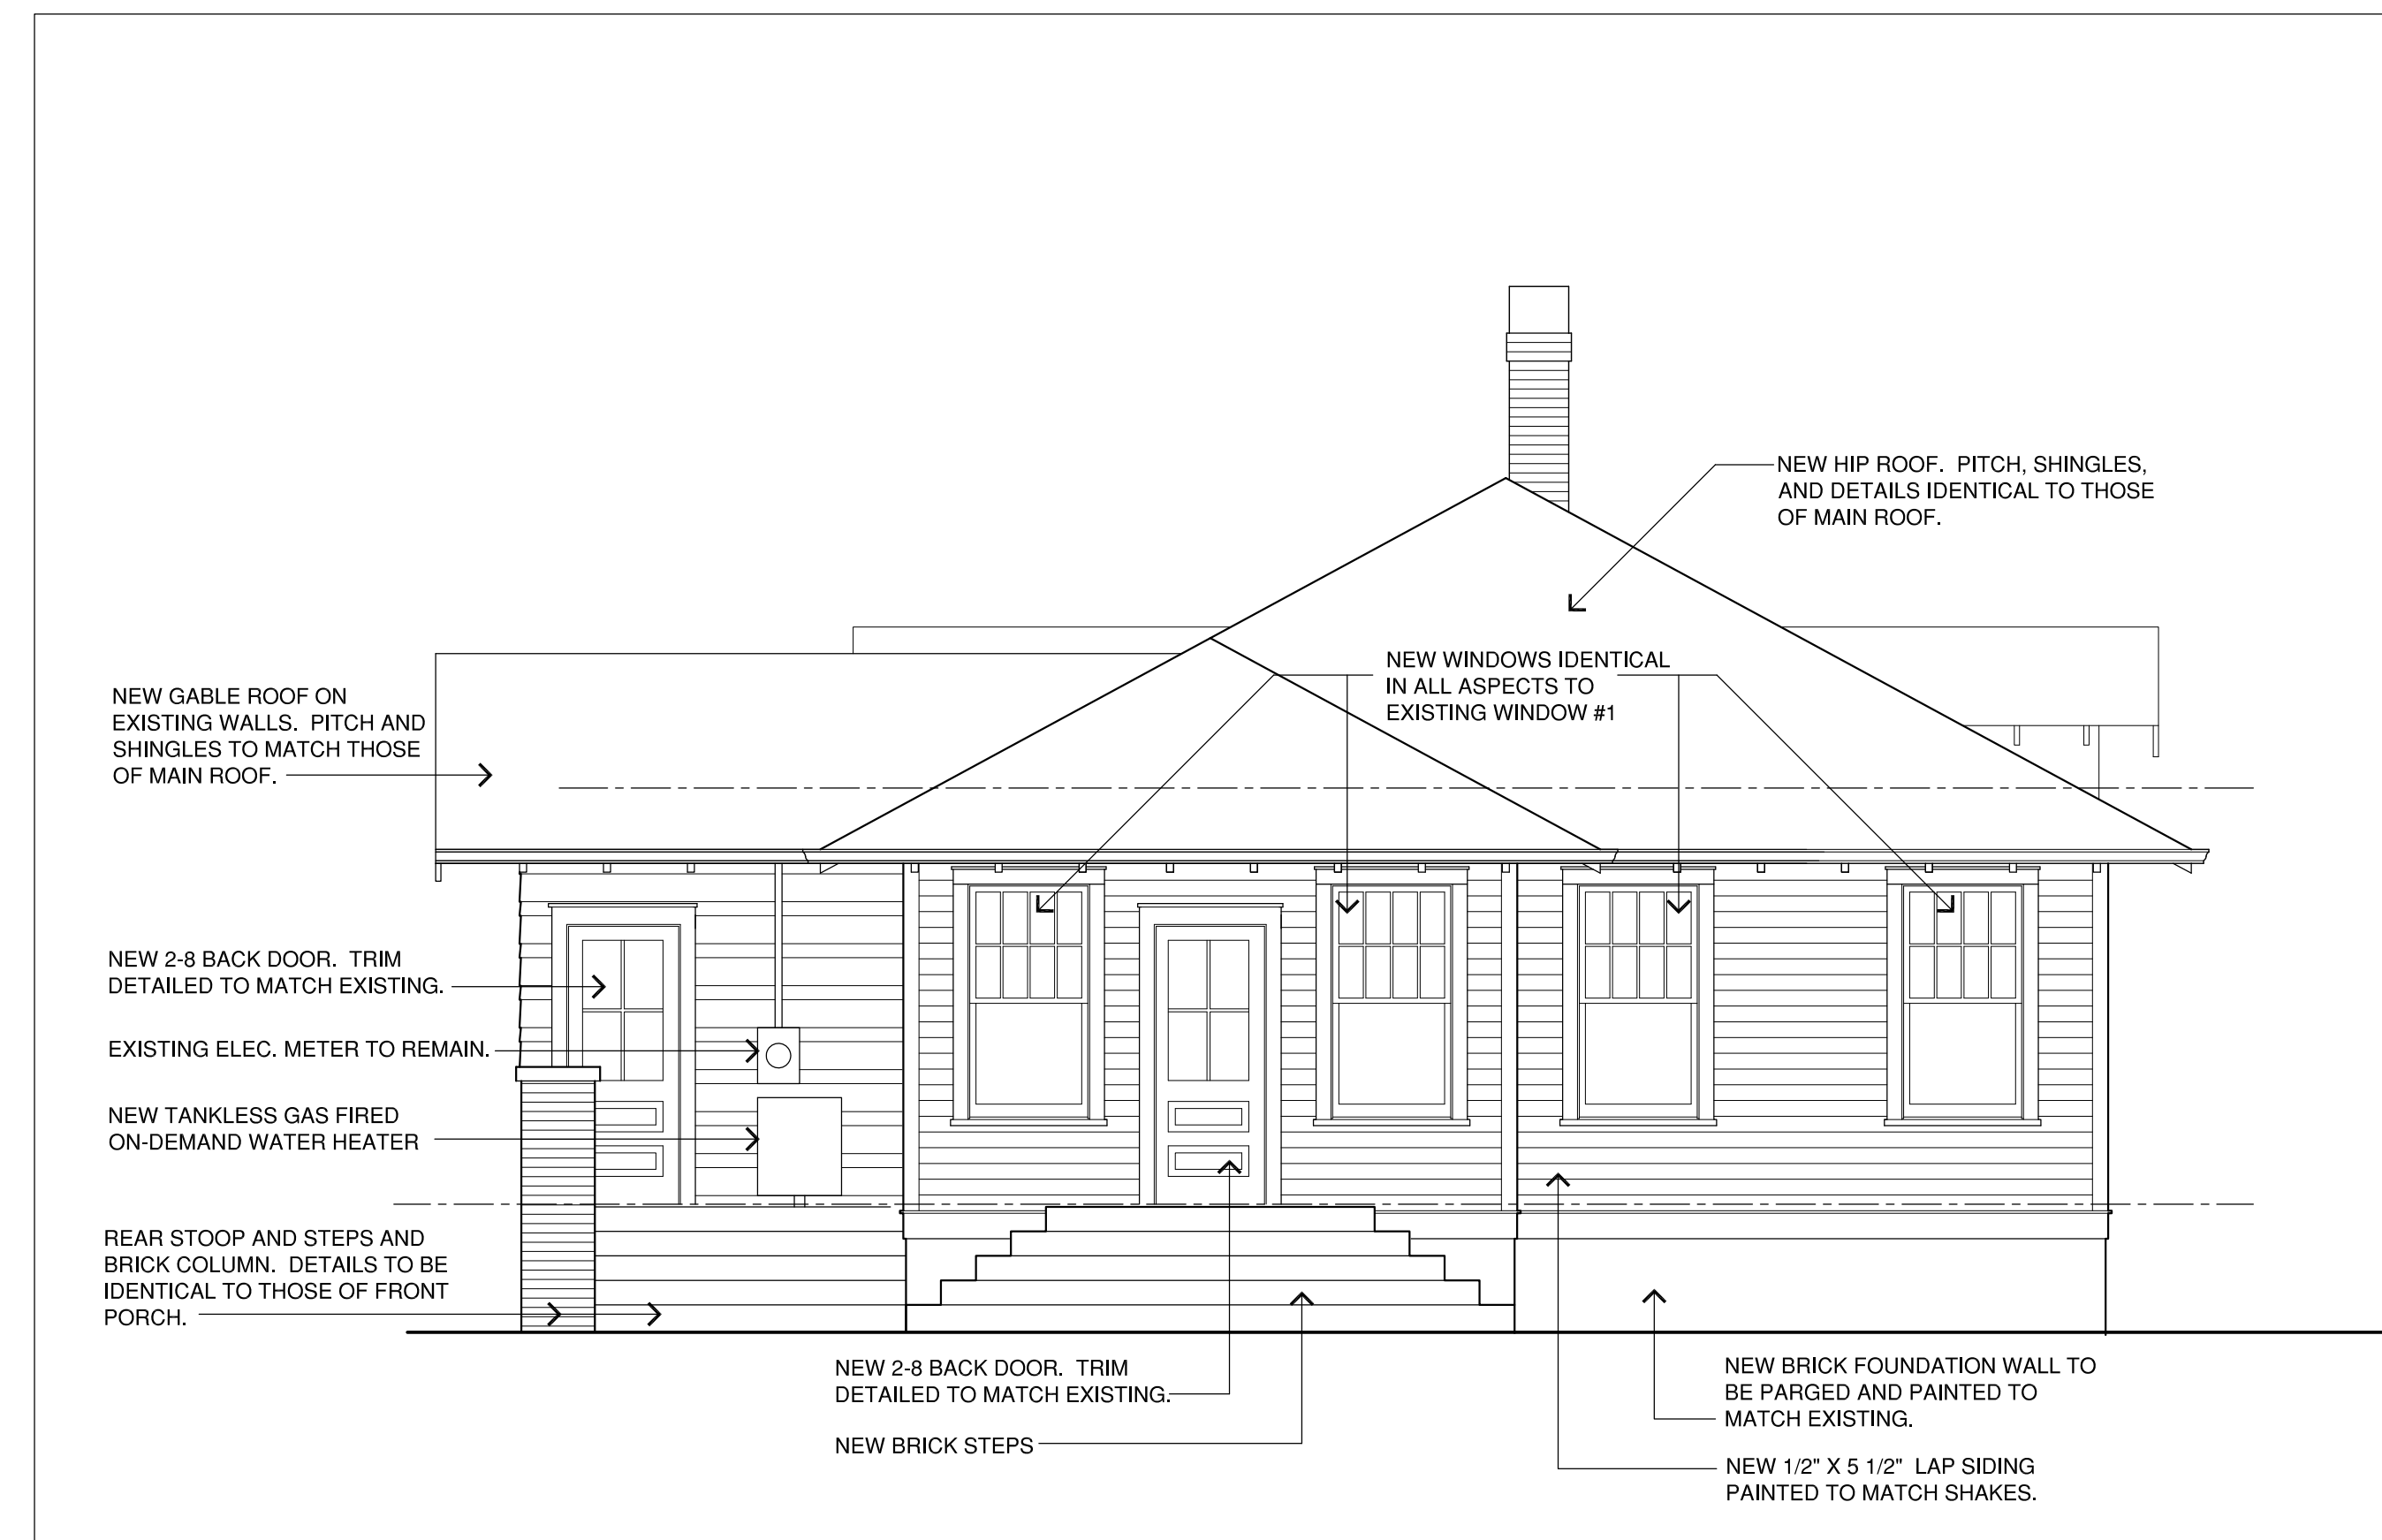 NEW HIP ROOF. PITCH, SHINGLES,
AND DETAILS IDENTICAL TO THOSE
OF MAIN ROOF.
NEW WINDOWS IDENTICAL
IN ALL ASPECTS TO
EXISTING WINDOW #1
NEW GABLE ROOF ON
EXISTING WALLS. PITCH AND
SHINGLES TO MATCH THOSE
OF MAIN ROOF.
NEW 2-8 BACK DOOR. TRIM
DETAILED TO MATCH EXISTING.
EXISTING ELEC. METER TO REMAIN.
NEW TANKLESS GAS FIRED
ON-DEMAND WATER HEATER
REAR STOOP AND STEPS AND
BRICK COLUMN. DETAILS TO BE
IDENTICAL TO THOSE OF FRONT
PORCH.
NEW 2-8 BACK DOOR. TRIM
DETAILED TO MATCH EXISTING.
NEW BRICK STEPS
NEW BRICK FOUNDATION WALL TO
BE PARGED AND PAINTED TO
MATCH EXISTING.
NEW 1/2" X 5 1/2" LAP SIDING
PAINTED TO MATCH SHAKES.